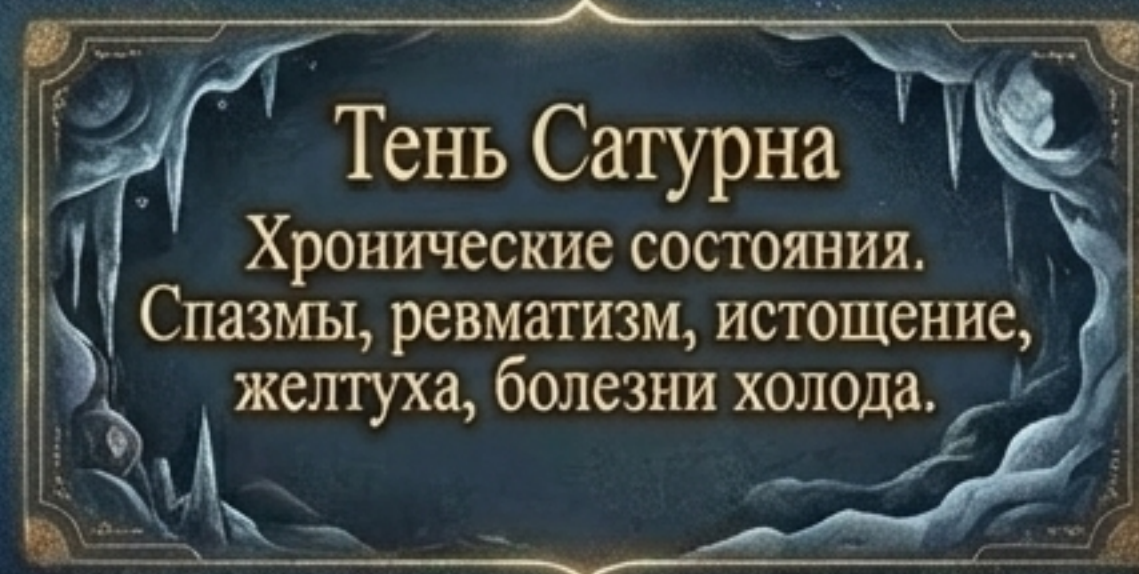 Тень Сатурна
Хронические состояния.
Спазмы, ревматизм, истощение,
желтуха, болезни холода.